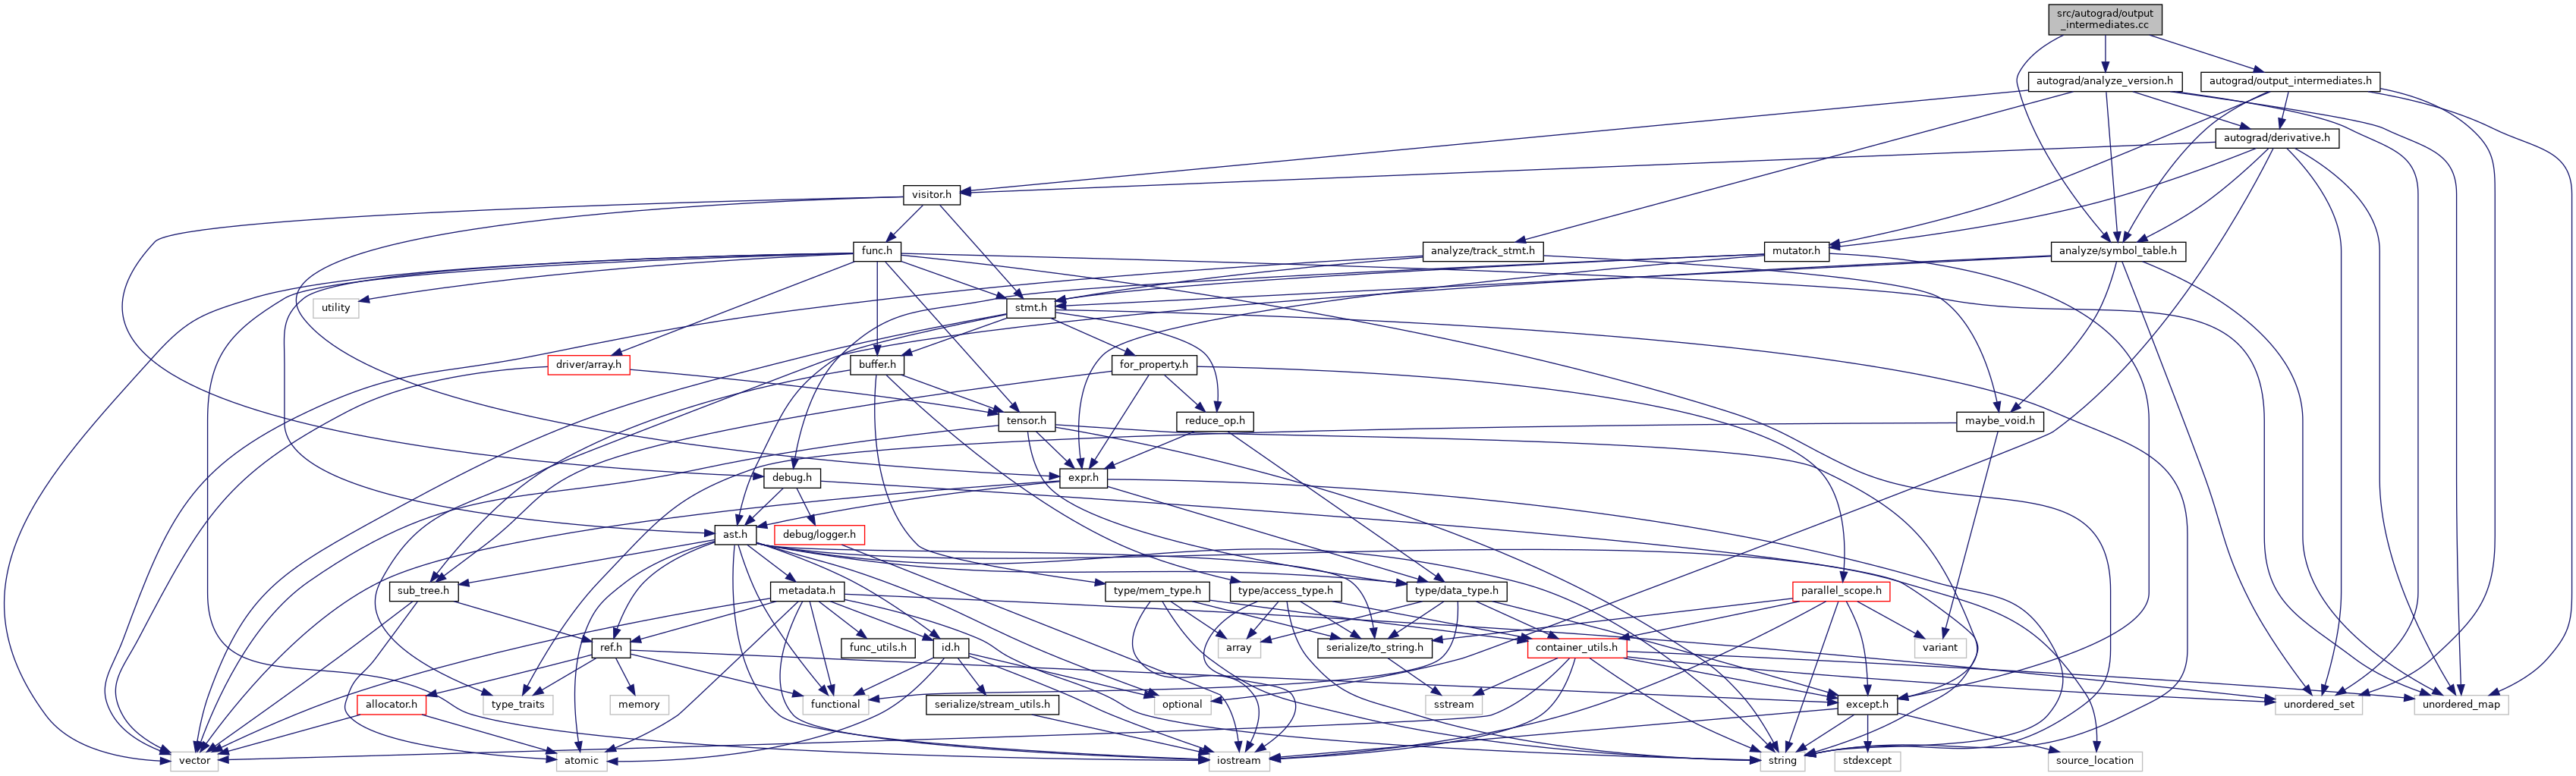 src/autograd/output
_intermediates.cc
autograd/analyze_version.h
autograd/output_intermediates.h
autograd/derivative.h
visitor.h
func.h
analyze/track_stmt.h
mutator.h
analyze/symbol_table.h
utility
stmt.h
driver/array.h
buffer.h
for_property.h
tensor.h
reduce_op.h
maybe_void.h
debug.h
expr.h
ast.h
debug/logger.h
sub_tree.h
metadata.h
type/mem_type.h
type/access_type.h
type/data_type.h
parallel_scope.h
ref.h
func_utils.h
id.h
array
serialize/to_string.h
container_utils.h
variant
allocator.h
type_traits
memory
functional
serialize/stream_utils.h
optional
sstream
except.h
unordered_set
unordered_map
vector
atomic
iostream
string
stdexcept
source_location